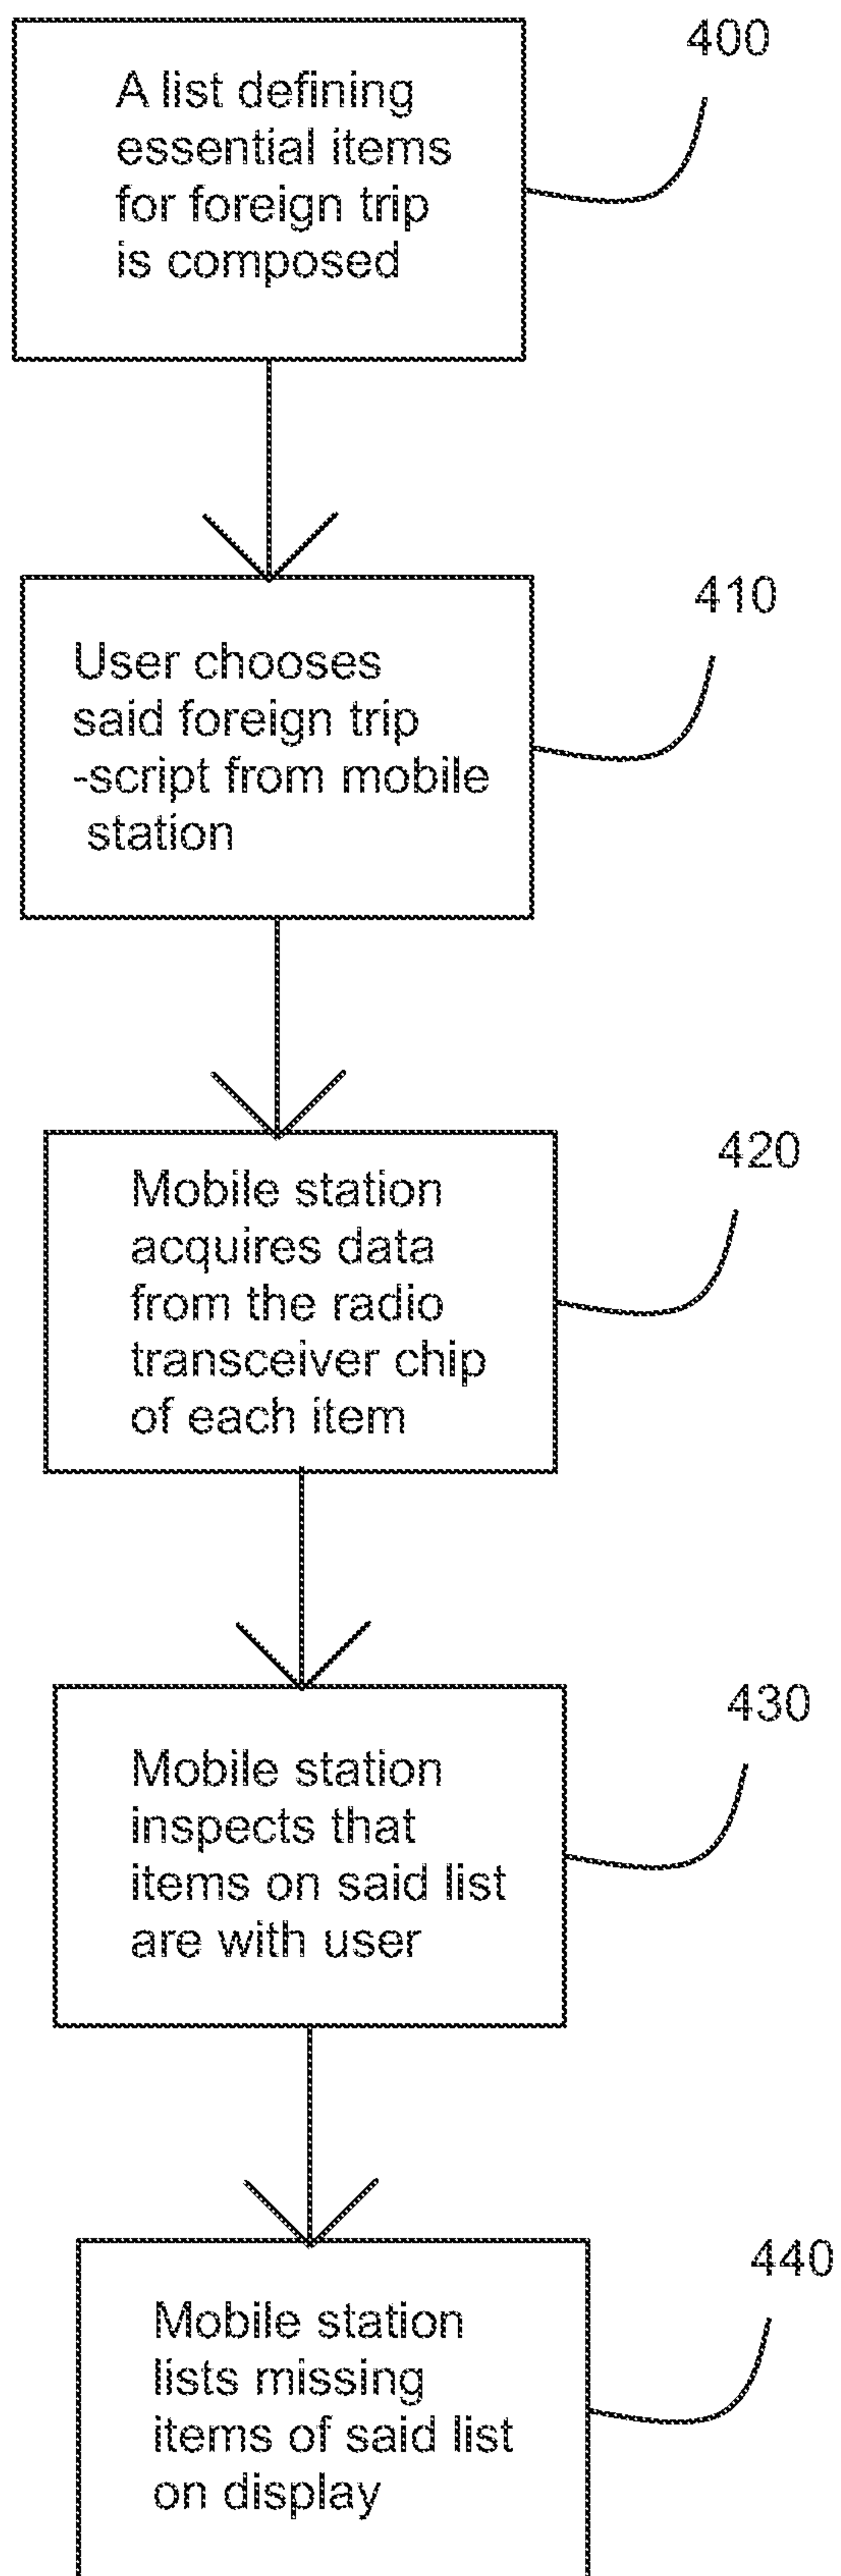 400
A list defining
essential items
for foreign trip
is composed
410
User chooses
said foreign trip
-script from mobile
station
420
Mobile station
acquires data
from the radio
transceiver chip
of each item
430
Mobile station
inspects that
items on said list
are with user
440
Mobile station
lists missing
items of said list
on display